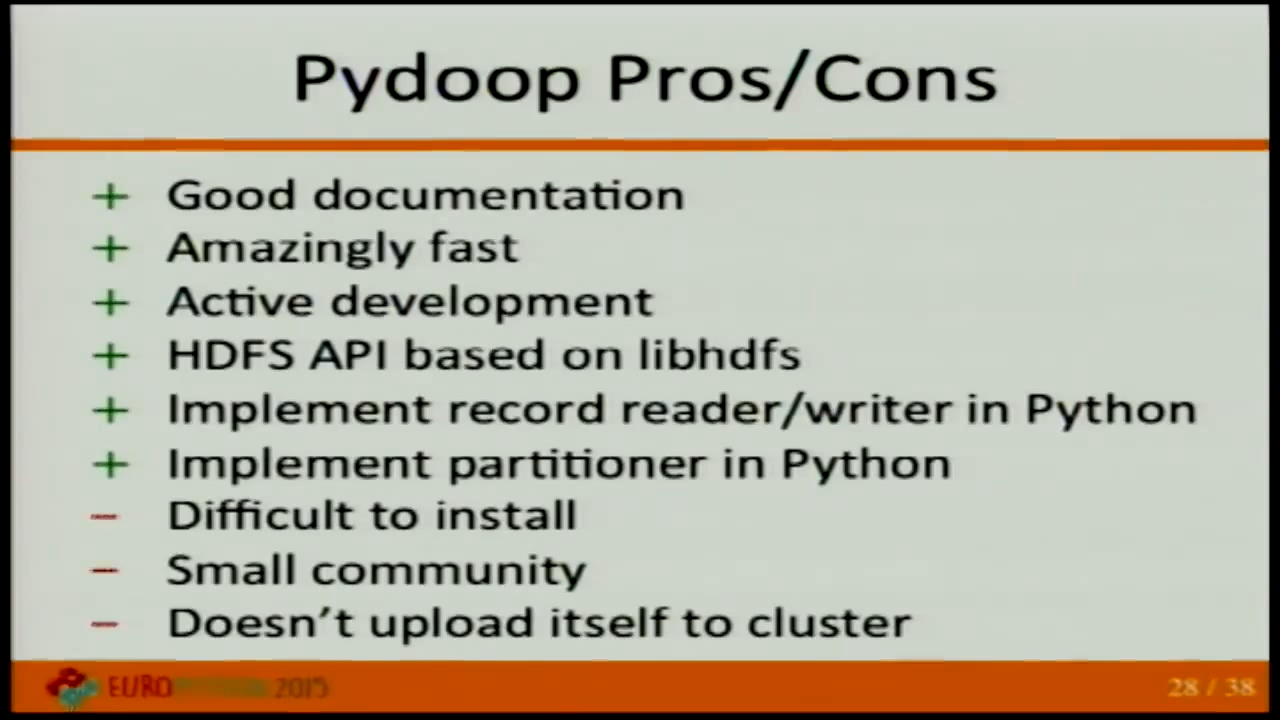 Pydoop Pros/Cons
+ Good documentation
+ Amazingly fast
+ Active development
+ HDFS API based on libhdfs
+ Implement record reader/writer in Python
+ Implement partitioner in Python
– Difficult to install
– Small community
– Doesn't upload itself to cluster
EUROPYTHON 2015
28 / 38